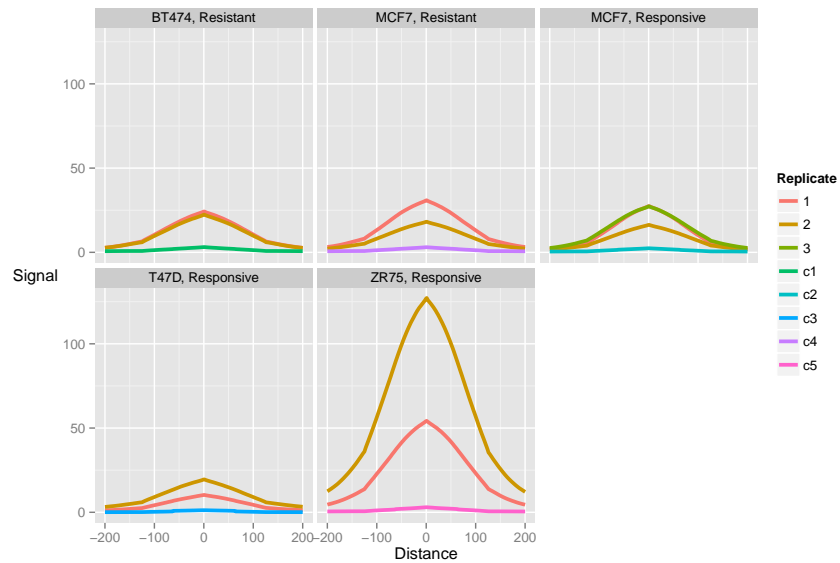 BT474, Resistant
MCF7, Resistant
MCF7, Responsive
100
50
0
T47D, Responsive
ZR75, Responsive
100
50
0
−200 −100 0 100 200
−200 −100 0 100 200
Signal
Distance
Replicate
1
2
3
c1
c2
c3
c4
c5